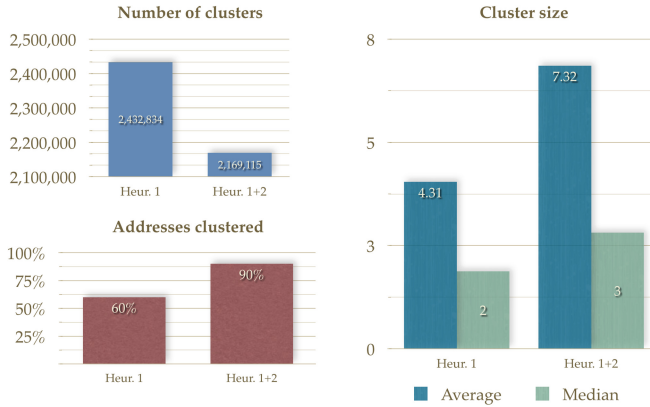 Number of clusters
2,500,000
2,400,000
2,300,000
2,200,000
2,100,000
2,432,834
2,169,115
Heur. 1
Heur. 1+2
Addresses clustered
100%
75%
50%
25%
60%
90%
Heur. 1
Heur. 1+2
Cluster size
8
5
3
0
4.31
2
7.32
3
Heur. 1
Heur. 1+2
Average
Median